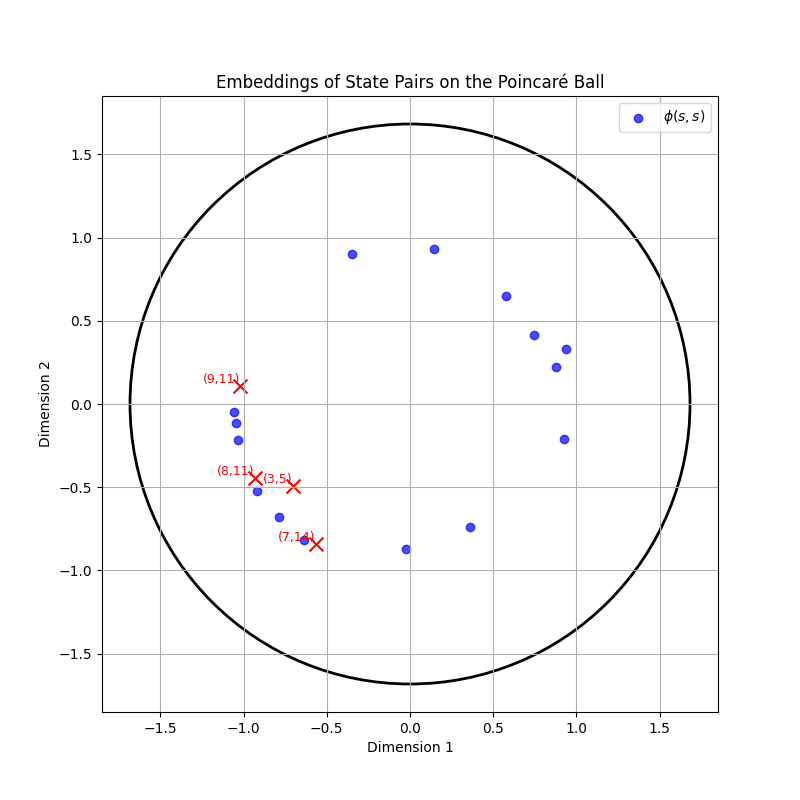 Embeddings of State Pairs on the Poincaré Ball
ϕ(s, s)
1.5
1.0
0.5
0.0
−0.5
−1.0
−1.5
Dimension 2
(9,11)
(8,11)
(3,5)
(7,14)
−1.5 −1.0 −0.5 0.0 0.5 1.0 1.5
Dimension 1